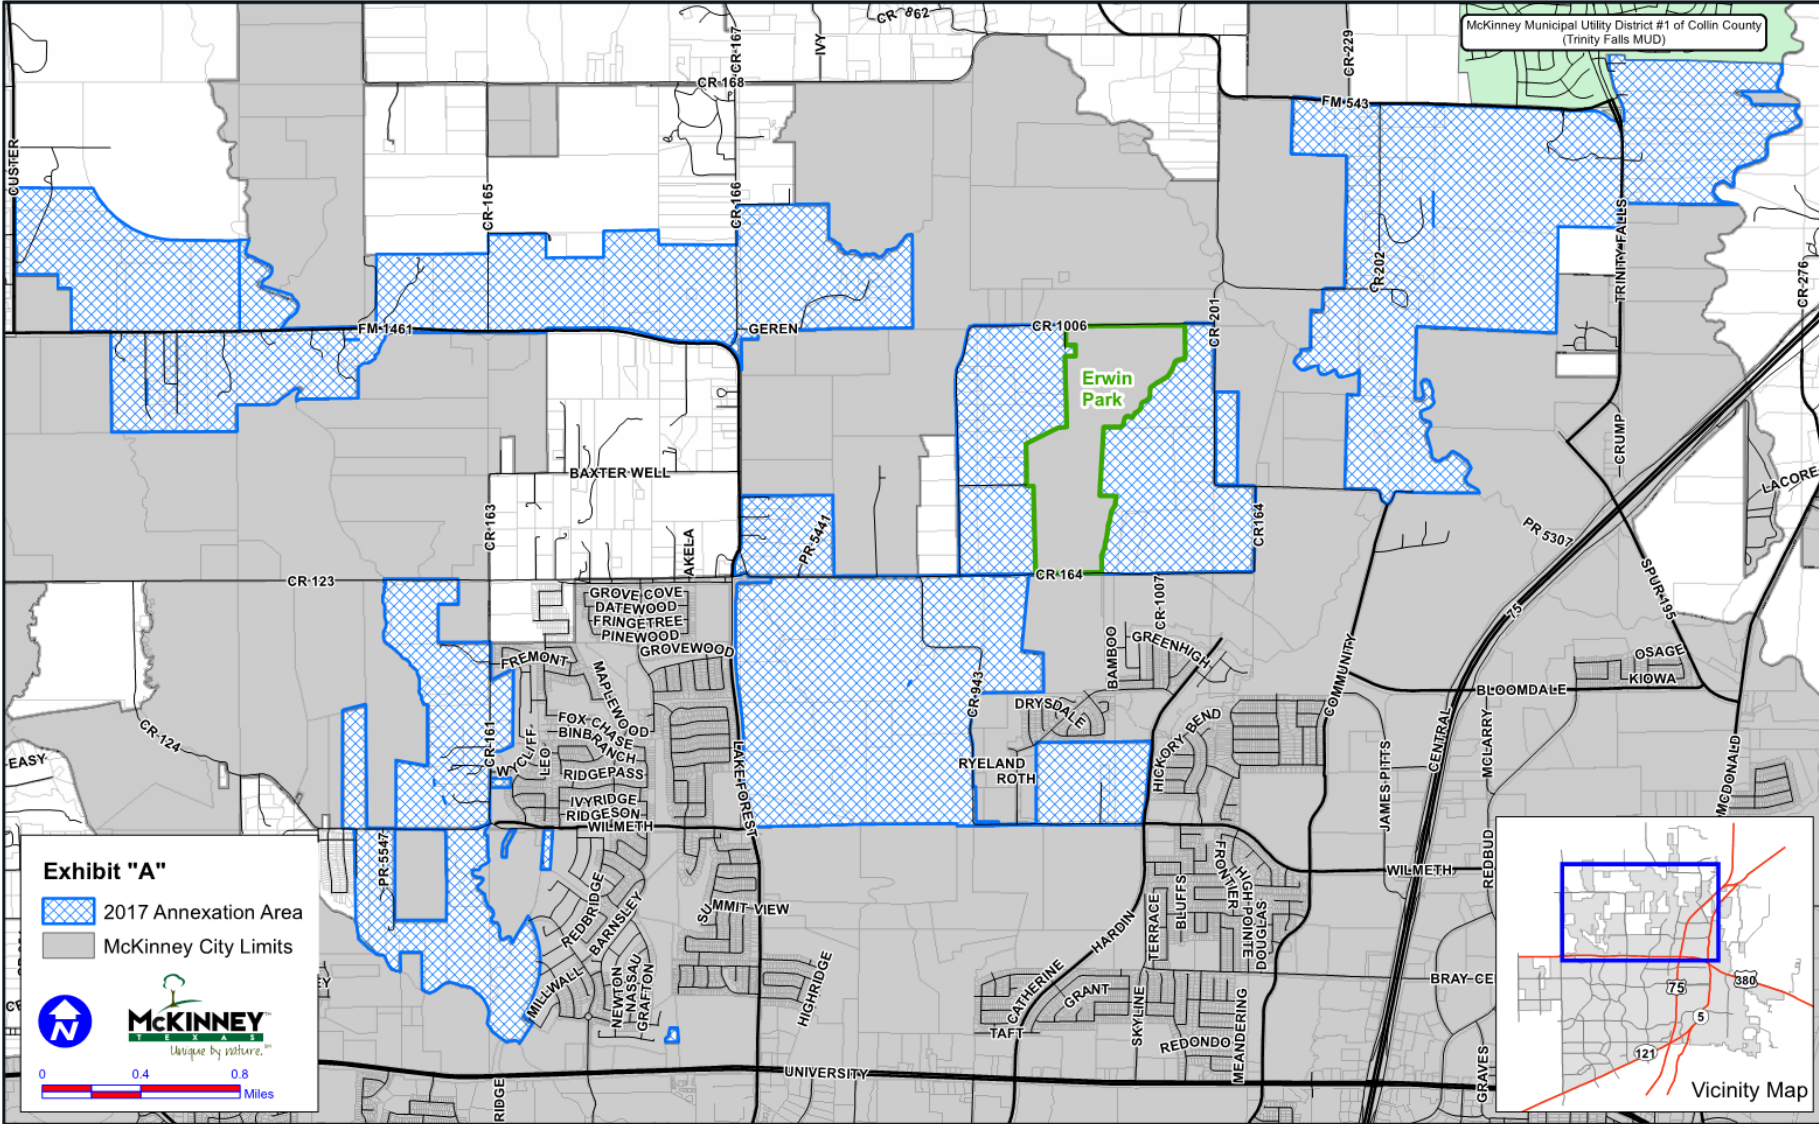 CR 862
McKinney Municipal Utility District #1 of Collin County
(Trinity Falls MUD)
CR-167
IVY
CR-229
CR 168
FM 543
CUSTER
CR-165
CR-166
TRINITY FALLS
CR-202
CR-276
FM 1461
GEREN
CR 1006
CR-201
Erwin
Park
CRUMP
BAXTER WELL
LACORE
CR-163
PR-5441
CR164
PR 5307
AKELA
CR 123
CR 164
CR-1007
SPUR-195
75
GROVE COVE
DATEWOOD
FRINGETREE
PINEWOOD
GROVEWOOD
FREMONT
MAPLEWOOD
BAMBOO
GREENHIGH
COMMUNITY
OSAGE
KIOWA
BLOOMDALE
CR-943
DRYSDALE
CR-124
CR-161
FOX CHASE
BINBRANCH
WYCLIFF
LEO
RIDGEPASS
IVYRIDGE
RIDGESON
WILMETH
LAKE FOREST
RYELAND
ROTH
HICKORY BEND
JAMES-PITTS
CENTRAL
MCLARRY
MCDONALD
EASY
PR-5547
REDBRIDGE
BARNSLEY
SUMMIT VIEW
HIGHRIDGE
HARDIN
TERRACE
BLUFFS
FRONTIER
HIGH-POINTE
DOUGLAS
WILMETH
REDBUD
BRAY-CE
MILLWALL
NEWTON
NASSAU
GRAFTON
CATHERINE
GRANT
TAFT
SKYLINE
REDONDO
MEANDERING
GRAVES
UNIVERSITY
RIDGE
EY
Exhibit "A"
2017 Annexation Area
McKinney City Limits
N
McKINNEY
TEXAS
Unique by nature.
0 0.4 0.8
Miles
75
380
5
121
Vicinity Map